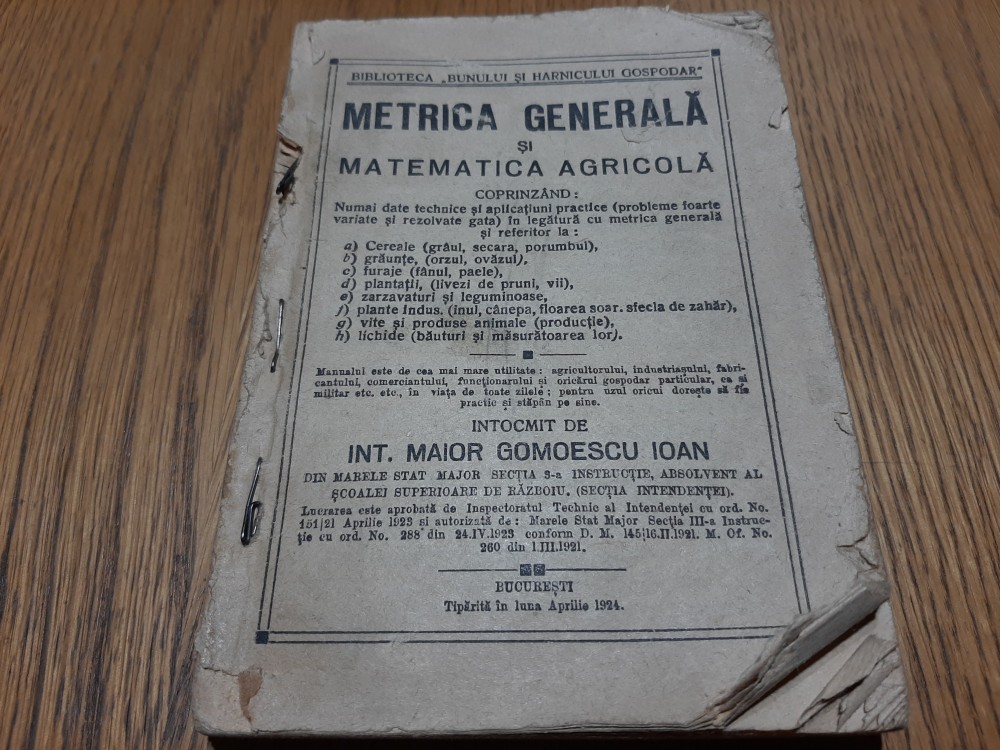 BIBLIOTECA „BUNULUI ȘI HARNICULUI GOSPODAR"
METRICA GENERALĂ
ȘI
MATEMATICA AGRICOLĂ
COPRINZÂND :
Numai date technice și aplicațiuni practice (probleme foarte
variate și rezolvate gata) în legătură cu metrica generală
și referitor la :
a) Cereale (grâul, secara, porumbul),
b) grăunțe, (orzul, ovăzul).
c) furaje (fânul, paele),
d) plantații, (livezi de pruni, vii),
e) zarzavaturi și leguminoase,
f) plante indus. (inul, cânepa, floarea soar. sfecla de zahăr),
g) vite și produse animale (producție),
h) lichide (băuturi și măsurătoarea lor).
Manualul este de cea mai mare utilitate : agricultorului, industriașului, fabri-
cantului, comerciantului, funcționarului și oricărui gospodar particular, ca și
militar etc. etc., în viața de toate zilele ; pentru uzul oricui dorește să fie
practic și stăpân pe sine.
INTOCMIT DE
INT. MAIOR GOMOESCU IOAN
DIN MARELE STAT MAJOR SECȚIA 3-a INSTRUCȚIE, ABSOLVENT AL
ȘCOALEI SUPERIOARE DE RĂZBOIU. (SECȚIA INTENDENȚEI).
Lucrarea este aprobată de Inspectoratul Technic al Intendenței cu ord. No.
151|21 Aprilie 1923 si autorizată de : Marele Stat Major Secția III-a Instruc-
ție cu ord. No. 288 din 24.IV.1923 conform D. M. 145|16.II.1921. M. Of. No.
260 din 1.III.1921.
BUCUREȘTI
Tipărită în luna Aprilie 1924.